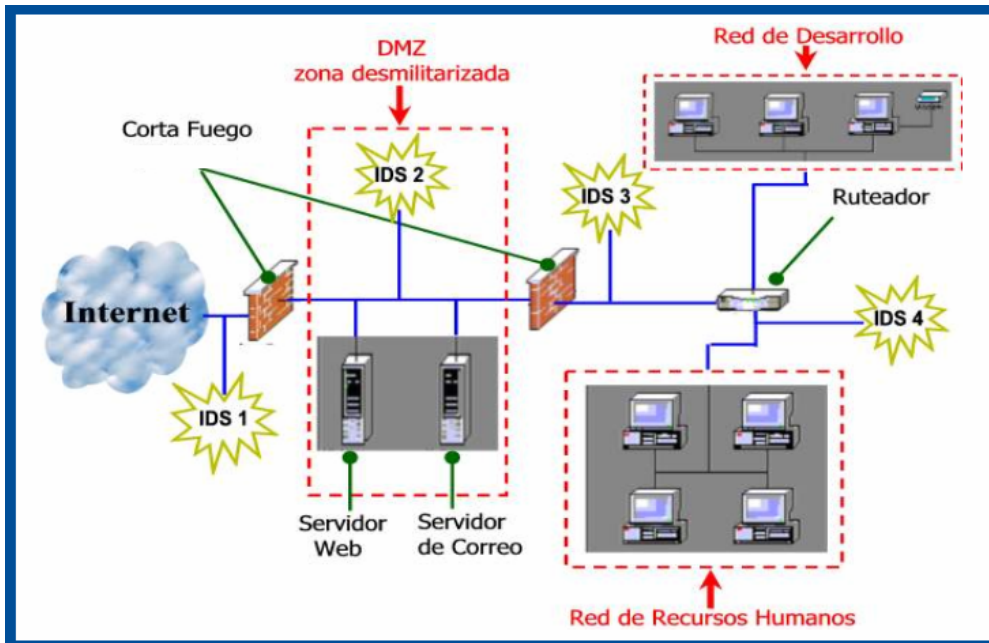 DMZ
zona desmilitarizada
Red de Desarrollo
Corta Fuego
IDS 2
IDS 3
Ruteador
Internet
IDS 4
IDS 1
Servidor
Web
Servidor
de Correo
Red de Recursos Humanos